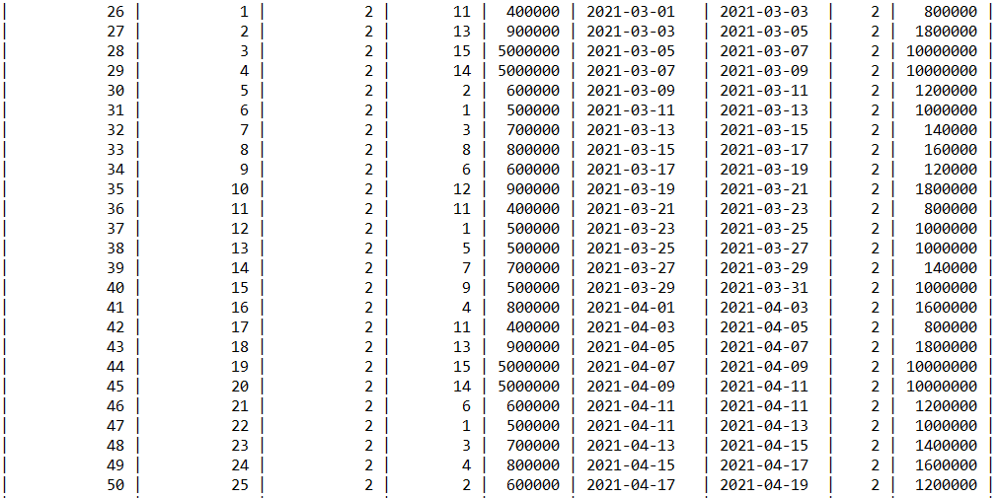 | 26 | 1 | 2 | 11 | 400000 | 2021-03-01 | 2021-03-03 | 2 | 800000 |
| 27 | 2 | 2 | 13 | 900000 | 2021-03-03 | 2021-03-05 | 2 | 1800000 |
| 28 | 3 | 2 | 15 | 5000000 | 2021-03-05 | 2021-03-07 | 2 | 10000000 |
| 29 | 4 | 2 | 14 | 5000000 | 2021-03-07 | 2021-03-09 | 2 | 10000000 |
| 30 | 5 | 2 | 2 | 600000 | 2021-03-09 | 2021-03-11 | 2 | 1200000 |
| 31 | 6 | 2 | 1 | 500000 | 2021-03-11 | 2021-03-13 | 2 | 1000000 |
| 32 | 7 | 2 | 3 | 700000 | 2021-03-13 | 2021-03-15 | 2 | 140000 |
| 33 | 8 | 2 | 8 | 800000 | 2021-03-15 | 2021-03-17 | 2 | 160000 |
| 34 | 9 | 2 | 6 | 600000 | 2021-03-17 | 2021-03-19 | 2 | 120000 |
| 35 | 10 | 2 | 12 | 900000 | 2021-03-19 | 2021-03-21 | 2 | 1800000 |
| 36 | 11 | 2 | 11 | 400000 | 2021-03-21 | 2021-03-23 | 2 | 800000 |
| 37 | 12 | 2 | 1 | 500000 | 2021-03-23 | 2021-03-25 | 2 | 1000000 |
| 38 | 13 | 2 | 5 | 500000 | 2021-03-25 | 2021-03-27 | 2 | 1000000 |
| 39 | 14 | 2 | 7 | 700000 | 2021-03-27 | 2021-03-29 | 2 | 140000 |
| 40 | 15 | 2 | 9 | 500000 | 2021-03-29 | 2021-03-31 | 2 | 1000000 |
| 41 | 16 | 2 | 4 | 800000 | 2021-04-01 | 2021-04-03 | 2 | 1600000 |
| 42 | 17 | 2 | 11 | 400000 | 2021-04-03 | 2021-04-05 | 2 | 800000 |
| 43 | 18 | 2 | 13 | 900000 | 2021-04-05 | 2021-04-07 | 2 | 1800000 |
| 44 | 19 | 2 | 15 | 5000000 | 2021-04-07 | 2021-04-09 | 2 | 10000000 |
| 45 | 20 | 2 | 14 | 5000000 | 2021-04-09 | 2021-04-11 | 2 | 10000000 |
| 46 | 21 | 2 | 6 | 600000 | 2021-04-11 | 2021-04-11 | 2 | 1200000 |
| 47 | 22 | 2 | 1 | 500000 | 2021-04-11 | 2021-04-13 | 2 | 1000000 |
| 48 | 23 | 2 | 3 | 700000 | 2021-04-13 | 2021-04-15 | 2 | 1400000 |
| 49 | 24 | 2 | 4 | 800000 | 2021-04-15 | 2021-04-17 | 2 | 1600000 |
| 50 | 25 | 2 | 2 | 600000 | 2021-04-17 | 2021-04-19 | 2 | 1200000 |